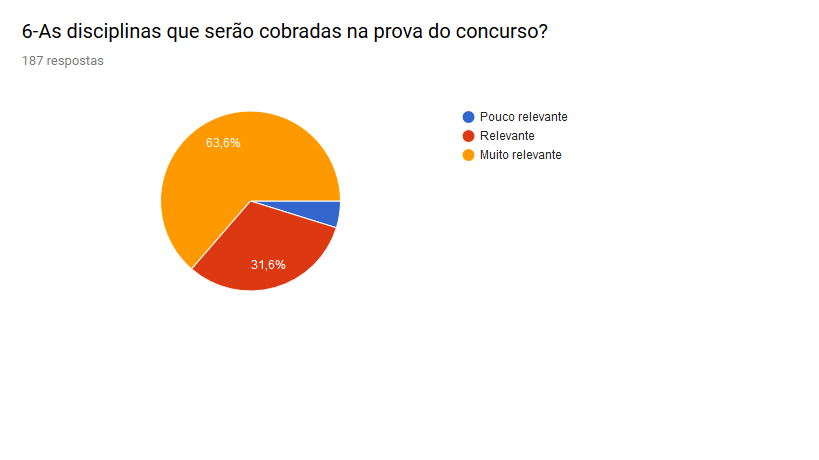 6-As disciplinas que serão cobradas na prova do concurso?
187 respostas
63,6%
31,6%
Pouco relevante
Relevante
Muito relevante